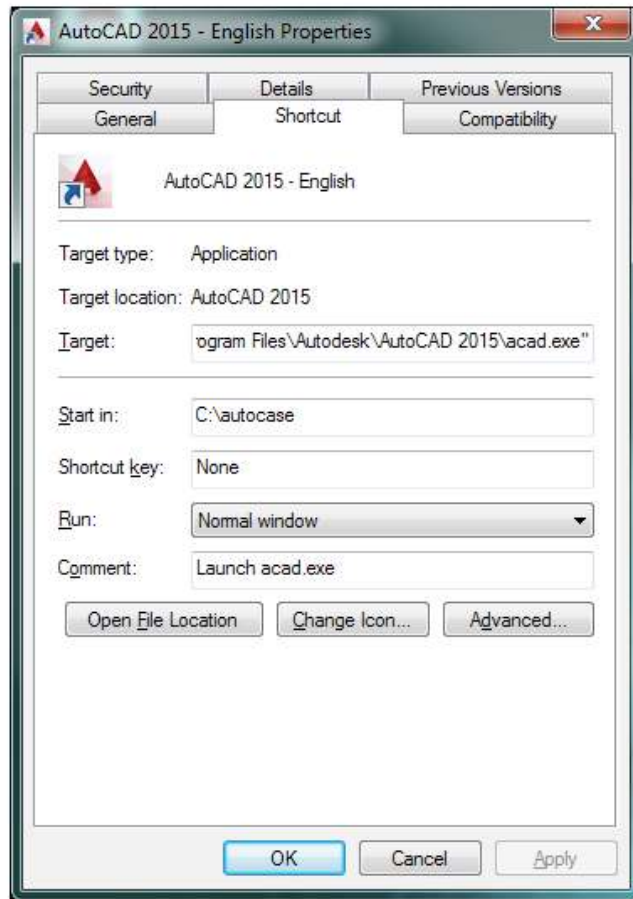 AutoCAD 2015 - English Properties
Security Details Previous Versions
General Shortcut Compatibility
AutoCAD 2015 - English
Target type: Application
Target location: AutoCAD 2015
Target: ogram Files\Autodesk\AutoCAD 2015\acad.exe"
Start in: C:\autocase
Shortcut key: None
Run: Normal window
Comment: Launch acad.exe
Open File Location Change Icon... Advanced...
OK Cancel Apply